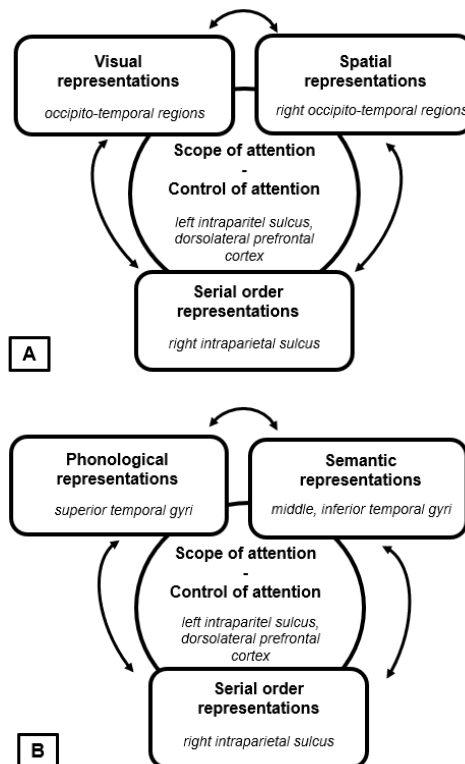 Visual
representations
occipito-temporal regions
Spatial
representations
right occipito-temporal regions
Scope of attention
-
Control of attention
left intraparitel sulcus,
dorsolateral prefrontal
cortex
Serial order
representations
right intraparietal sulcus
A
Phonological
representations
superior temporal gyri
Semantic
representations
middle, inferior temporal gyri
Scope of attention
-
Control of attention
left intraparitel sulcus,
dorsolateral prefrontal
cortex
Serial order
representations
right intraparietal sulcus
B